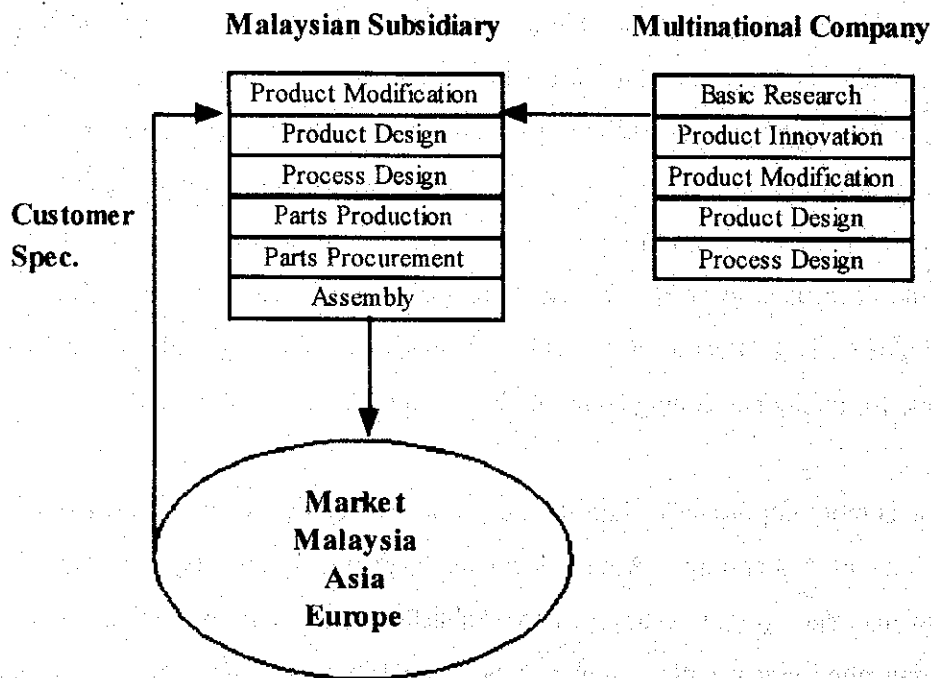 Malaysian Subsidiary
Multinational Company
Product Modification
Product Design
Process Design
Parts Production
Parts Procurement
Assembly
Basic Research
Product Innovation
Product Modification
Product Design
Process Design
Customer
Spec.
Market
Malaysia
Asia
Europe